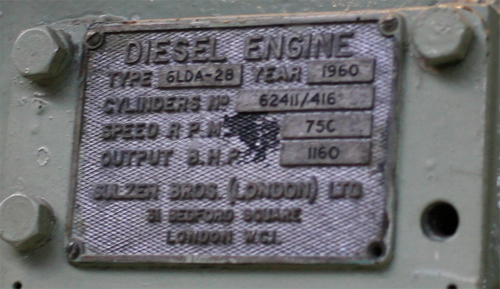 DIESEL ENGINE
TYPE 6LDA-28 YEAR 1960
CYLINDERS No 62411/416
SPEED R.P.M. 750
OUTPUT B.H.P. 1160
SULZER BROS. (LONDON) LTD
31 BEDFORD SQUARE
LONDON W.C.1.